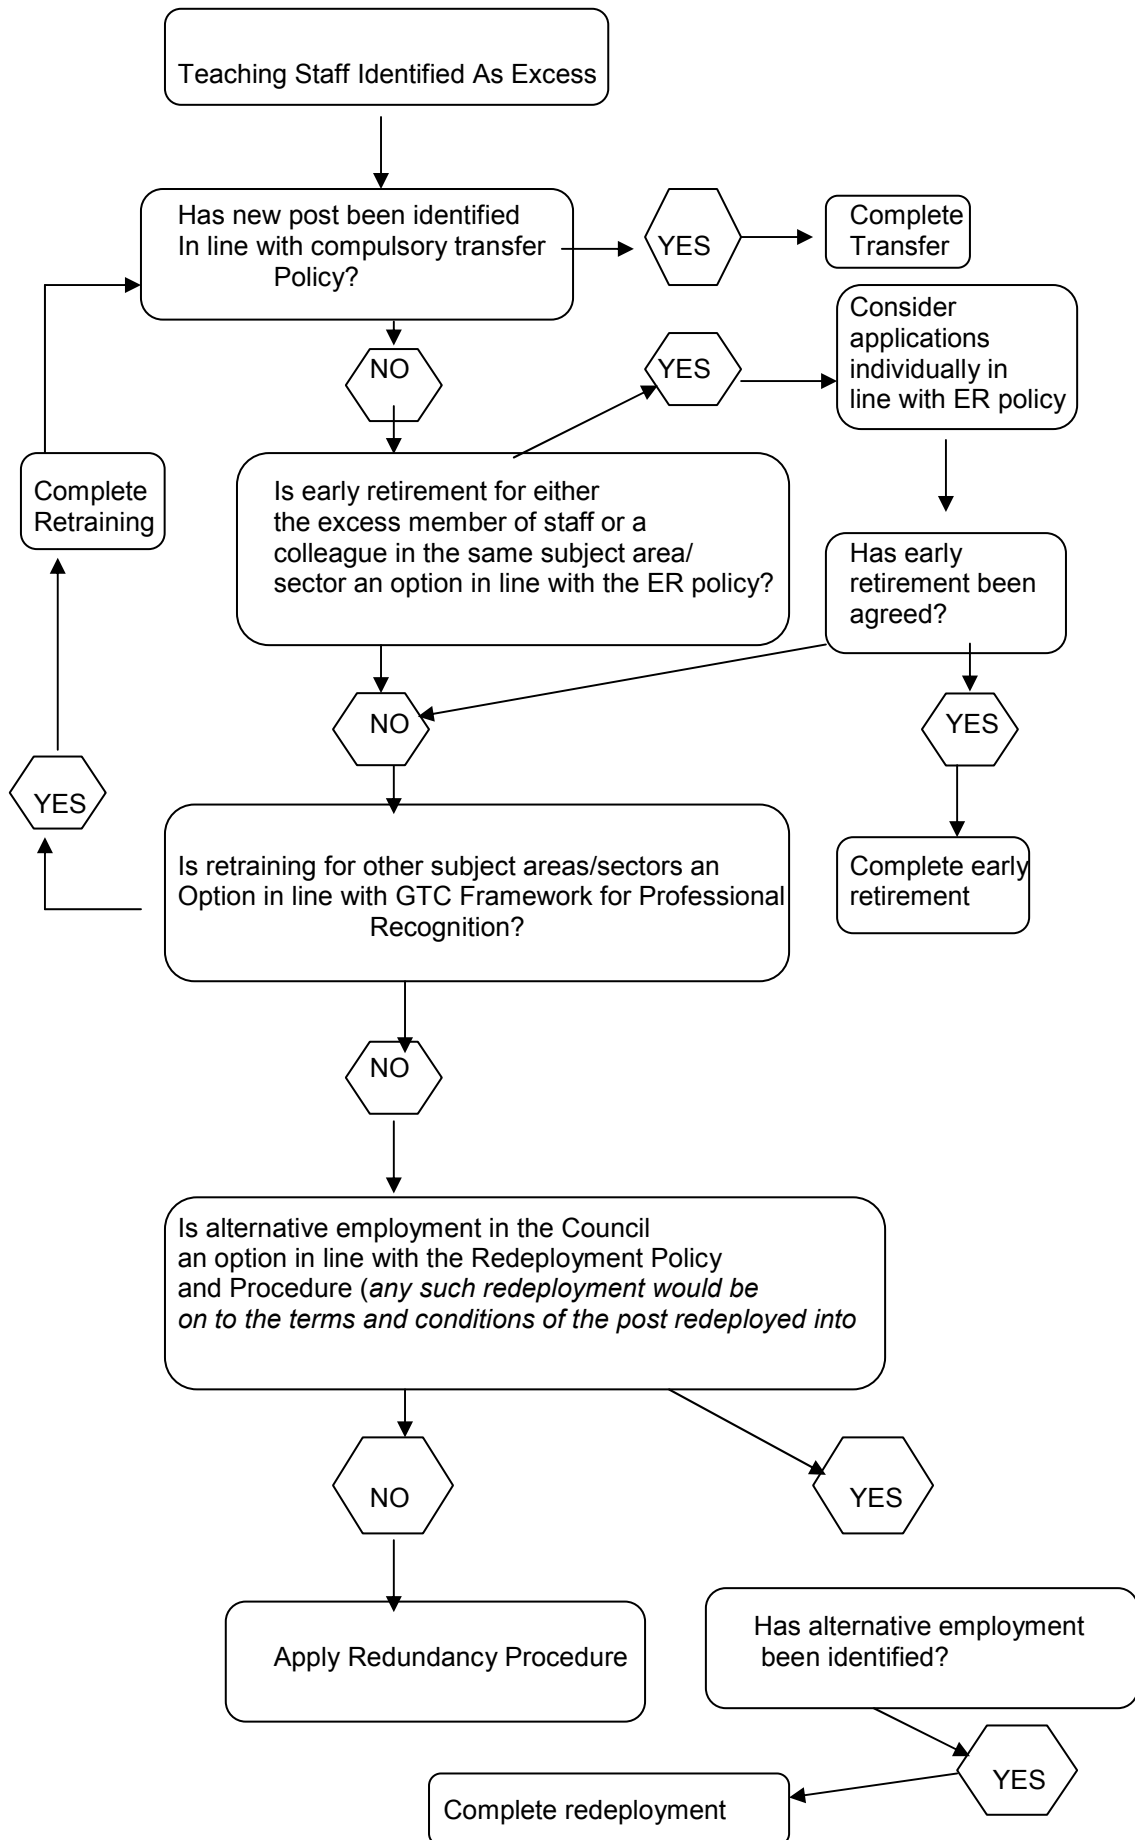 Teaching Staff Identified As Excess
Has new post been identified
In line with compulsory transfer
Policy?
YES
Complete
Transfer
NO
YES
Consider
applications
individually in
line with ER policy
Complete
Retraining
Is early retirement for either
the excess member of staff or a
colleague in the same subject area/
sector an option in line with the ER policy?
Has early
retirement been
agreed?
NO
YES
YES
Is retraining for other subject areas/sectors an
Option in line with GTC Framework for Professional
Recognition?
Complete early
retirement
NO
Is alternative employment in the Council
an option in line with the Redeployment Policy
and Procedure (any such redeployment would be
on to the terms and conditions of the post redeployed into
NO
YES
Apply Redundancy Procedure
Has alternative employment
been identified?
YES
Complete redeployment